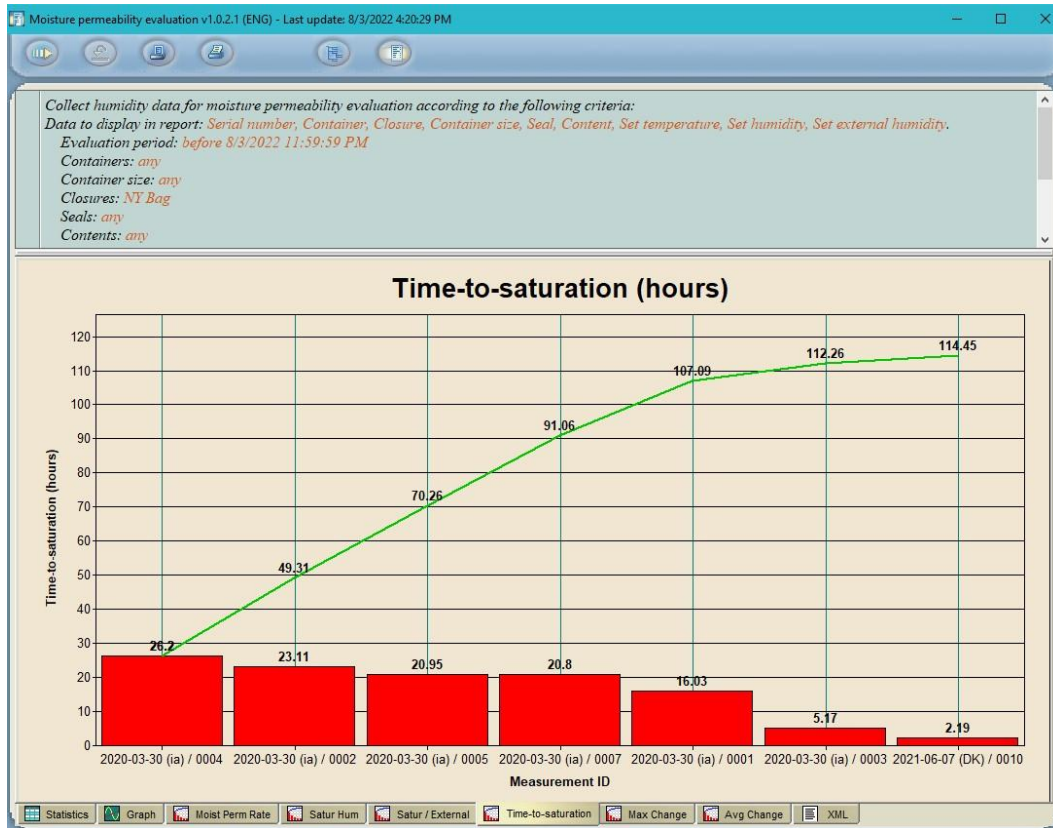 Moisture permeability evaluation v1.0.2.1 (ENG) - Last update: 8/3/2022 4:20:29 PM
Collect humidity data for moisture permeability evaluation according to the following criteria:
Data to display in report: Serial number, Container, Closure, Container size, Seal, Content, Set temperature, Set humidity, Set external humidity.
Evaluation period: before 8/3/2022 11:59:59 PM
Containers: any
Container size: any
Closures: NY Bag
Seals: any
Contents: any
Time-to-saturation (hours)
120
110
100
90
80
70
60
50
40
30
20
10
0
Time-to-saturation (hours)
26.2
49.31
70.26
91.06
107.09
112.26
114.45
23.11
20.95
20.8
16.03
5.17
2.19
2020-03-30 (ia) / 0004 2020-03-30 (ia) / 0002 2020-03-30 (ia) / 0005 2020-03-30 (ia) / 0007 2020-03-30 (ia) / 0001 2020-03-30 (ia) / 0003 2021-06-07 (DK) / 0010
Measurement ID
Statistics Graph Moist Perm Rate Satur Hum Satur / External Time-to-saturation Max Change Avg Change XML